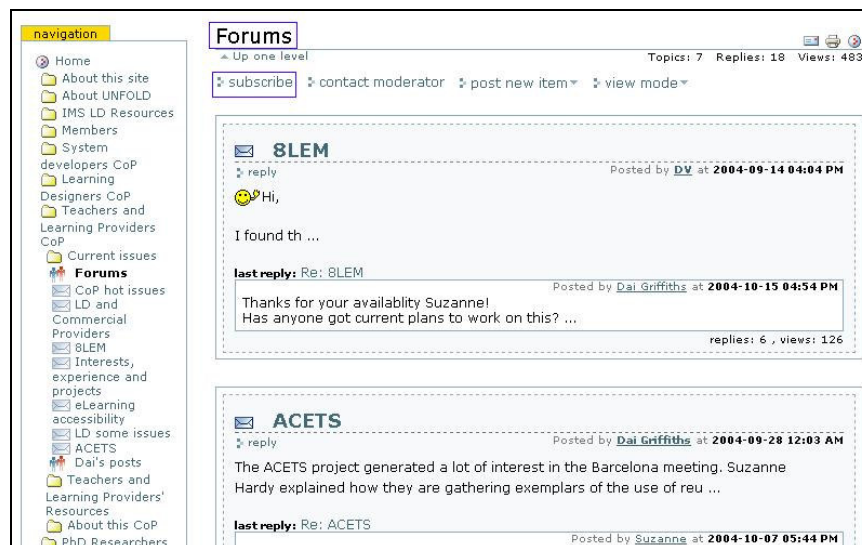 navigation
Home
About this site
About UNFOLD
IMS LD Resources
Members
System
developers CoP
Learning
Designers CoP
Teachers and
Learning Providers
CoP
Current issues
Forums
CoP hot issues
LD and
Commercial
Providers
8LEM
Interests,
experience and
projects
eLearning
accessibility
LD some issues
ACETS
Dai's posts
Teachers and
Learning Providers'
Resources
About this CoP
PhD Researchers
Forums
Up one level
Topics: 7 Replies: 18 Views: 483
subscribe contact moderator post new item view mode
8LEM
reply Posted by DV at 2004-09-14 04:04 PM
Hi,
I found th ...
last reply: Re: 8LEM
Posted by Dai Griffiths at 2004-10-15 04:54 PM
Thanks for your availablity Suzanne!
Has anyone got current plans to work on this? ...
replies: 6 , views: 126
ACETS
reply Posted by Dai Griffiths at 2004-09-28 12:03 AM
The ACETS project generated a lot of interest in the Barcelona meeting. Suzanne
Hardy explained how they are gathering exemplars of the use of reu ...
last reply: Re: ACETS
Posted by Suzanne at 2004-10-07 05:44 PM